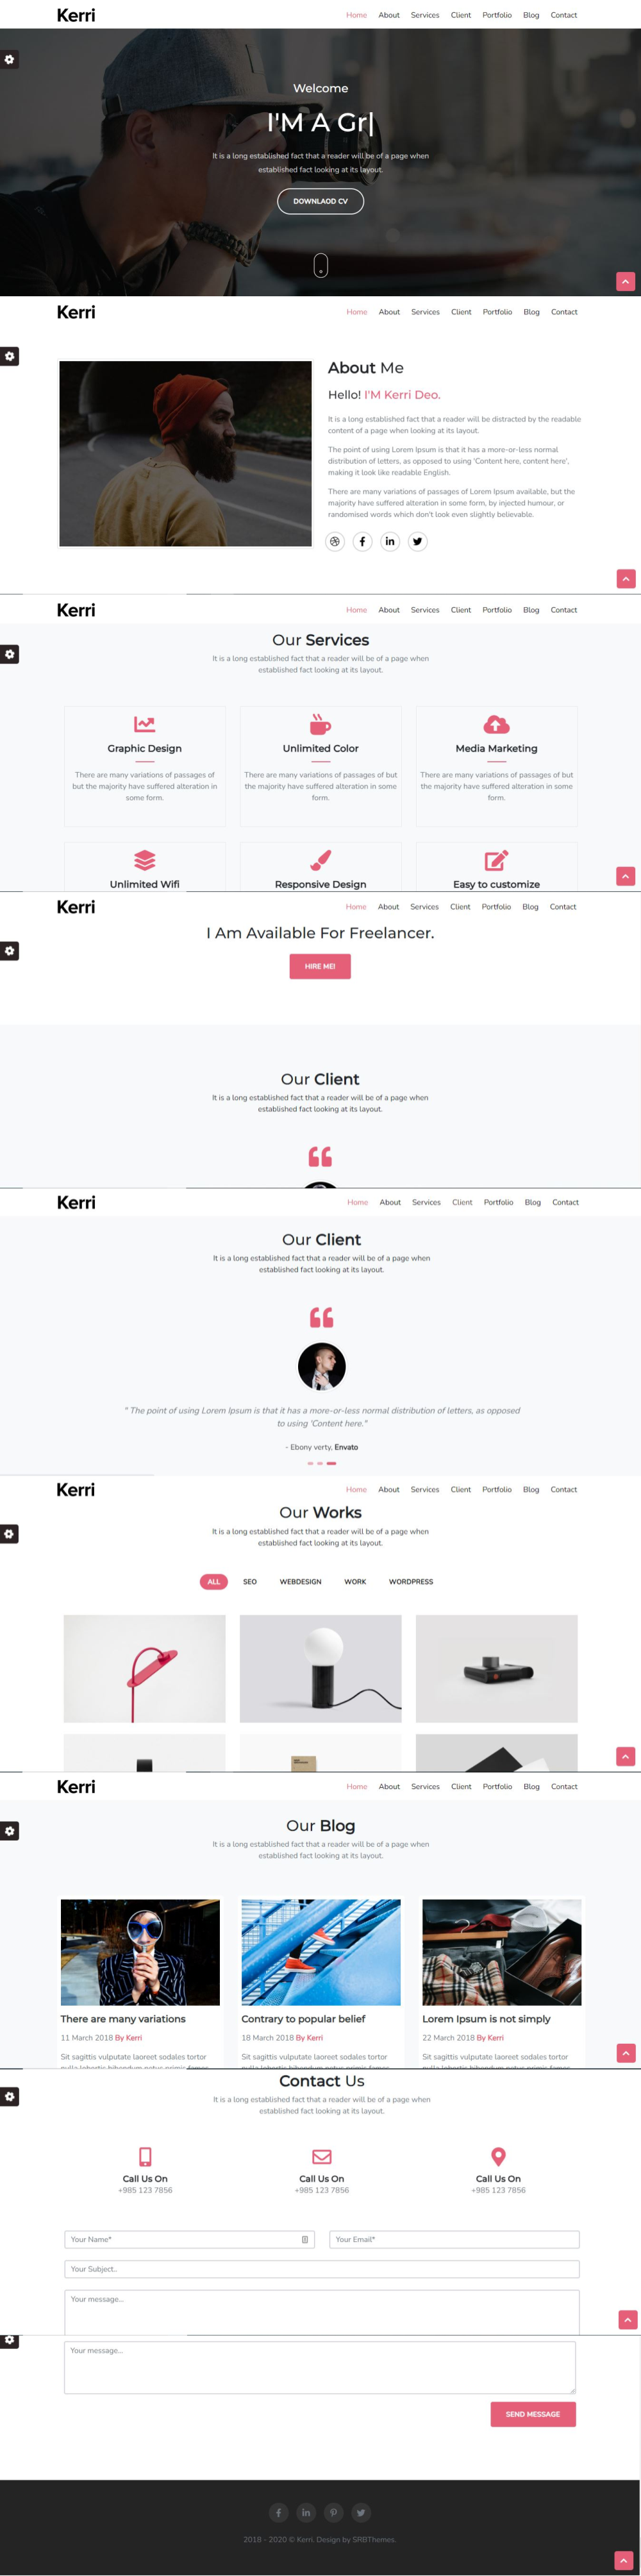 Kerri
Home About Services Client Portfolio Blog Contact
Welcome
I'M A Gr|
It is a long established fact that a reader will be of a page when
established fact looking at its layout.
DOWNLAOD CV
Kerri
Home About Services Client Portfolio Blog Contact
About Me
Hello! I'M Kerri Deo.
It is a long established fact that a reader will be distracted by the readable
content of a page when looking at its layout.
The point of using Lorem Ipsum is that it has a more-or-less normal
distribution of letters, as opposed to using 'Content here, content here',
making it look like readable English.
There are many variations of passages of Lorem Ipsum available, but the
majority have suffered alteration in some form, by injected humour, or
randomised words which don't look even slightly believable.
Kerri
Home About Services Client Portfolio Blog Contact
Our Services
It is a long established fact that a reader will be of a page when
established fact looking at its layout.
Graphic Design
There are many variations of passages of
but the majority have suffered alteration in
some form.
Unlimited Color
There are many variations of passages of but
the majority have suffered alteration in some
form.
Media Marketing
There are many variations of passages of but
the majority have suffered alteration in some
form.
Unlimited Wifi
Responsive Design
Easy to customize
Kerri
Home About Services Client Portfolio Blog Contact
I Am Available For Freelancer.
HIRE ME!
Our Client
It is a long established fact that a reader will be of a page when
established fact looking at its layout.
Kerri
Home About Services Client Portfolio Blog Contact
Our Client
It is a long established fact that a reader will be of a page when
established fact looking at its layout.
" The point of using Lorem Ipsum is that it has a more-or-less normal distribution of letters, as opposed
to using 'Content here."
- Ebony verty, Envato
Kerri
Home About Services Client Portfolio Blog Contact
Our Works
It is a long established fact that a reader will be of a page when
established fact looking at its layout.
ALL SEO WEBDESIGN WORK WORDPRESS
Kerri
Home About Services Client Portfolio Blog Contact
Our Blog
It is a long established fact that a reader will be of a page when
established fact looking at its layout.
There are many variations
11 March 2018 By Kerri
Sit sagittis vulputate laoreet sodales tortor
Contrary to popular belief
18 March 2018 By Kerri
Sit sagittis vulputate laoreet sodales tortor
Lorem Ipsum is not simply
22 March 2018 By Kerri
Sit sagittis vulputate laoreet sodales tortor
Contact Us
It is a long established fact that a reader will be of a page when
established fact looking at its layout.
Call Us On
+985 123 7856
Call Us On
+985 123 7856
Call Us On
+985 123 7856
Your Name*
Your Email*
Your Subject..
Your message...
Your message...
SEND MESSAGE
2018 - 2020 © Kerri. Design by SRBThemes.